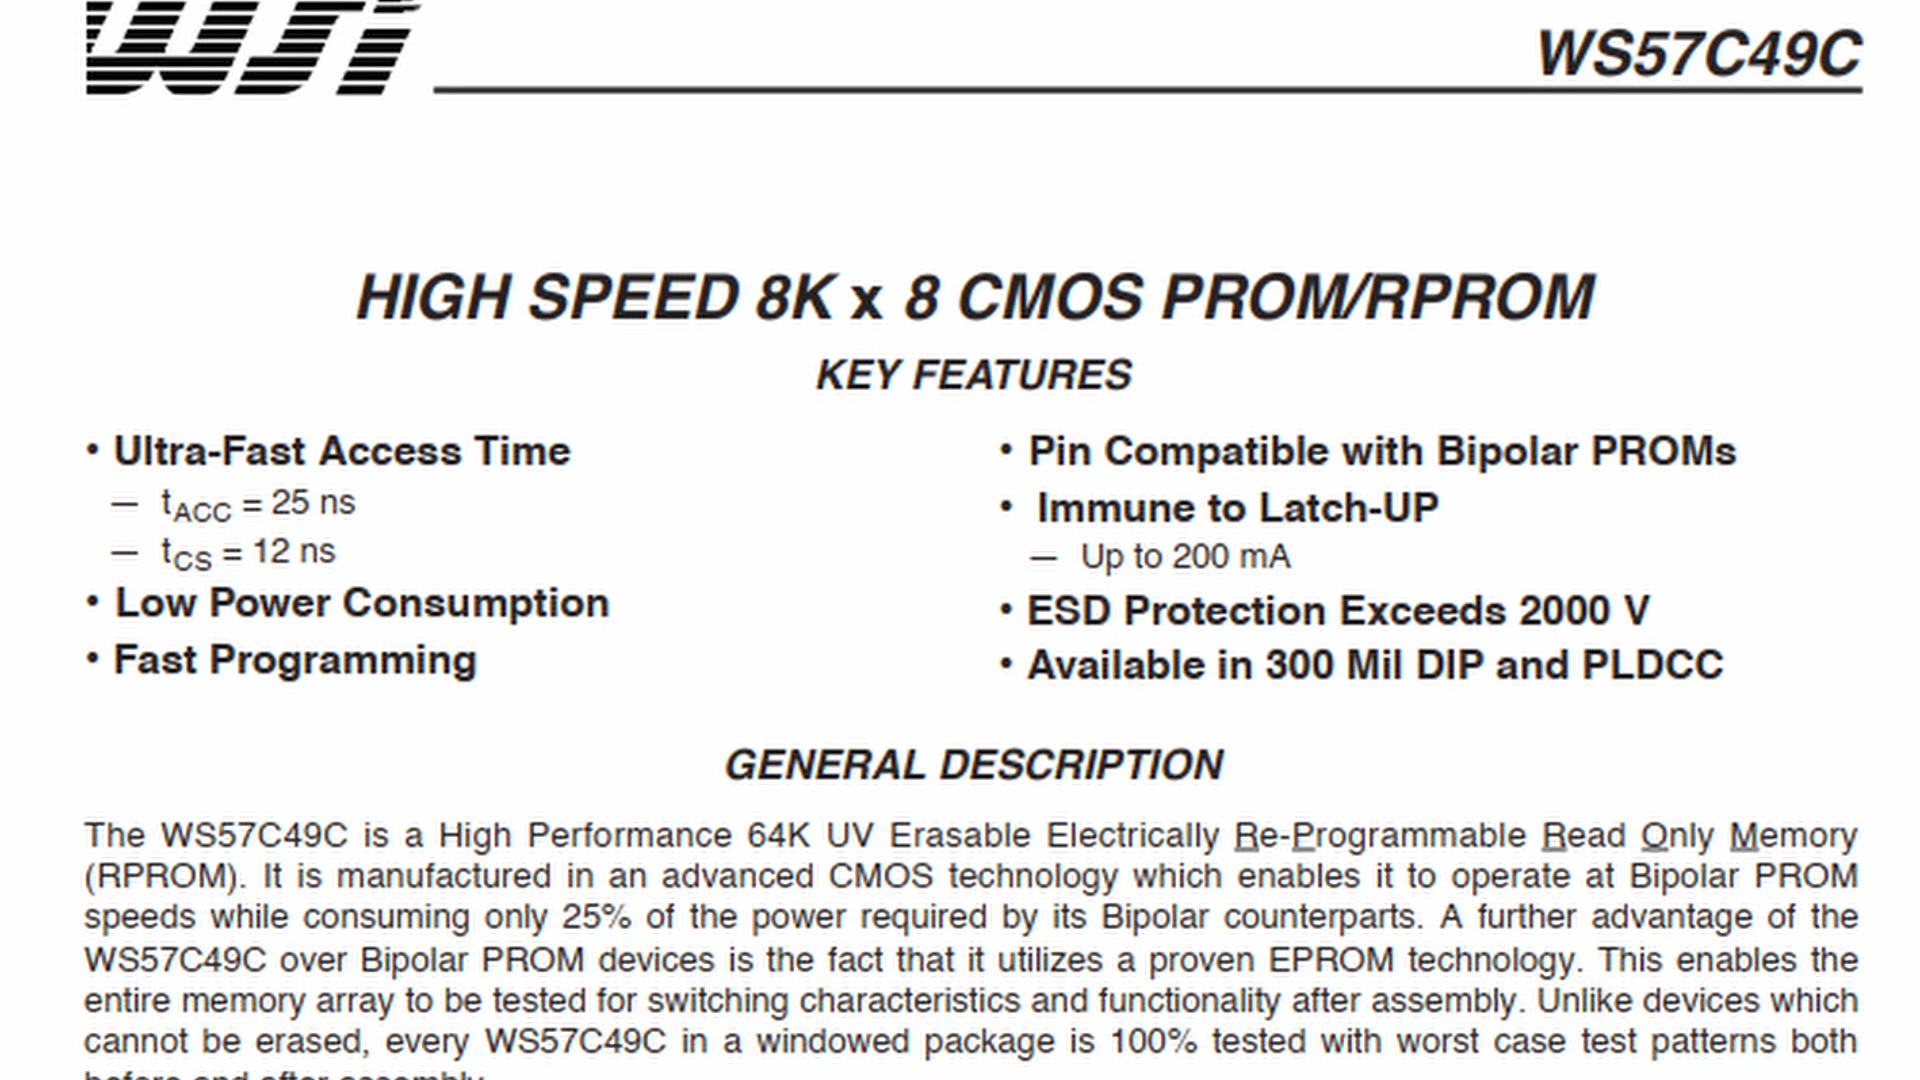 WSi
WS57C49C
HIGH SPEED 8K x 8 CMOS PROM/RPROM
KEY FEATURES
• Ultra-Fast Access Time
— tACC = 25 ns
— tCS = 12 ns
• Low Power Consumption
• Fast Programming
• Pin Compatible with Bipolar PROMs
• Immune to Latch-UP
— Up to 200 mA
• ESD Protection Exceeds 2000 V
• Available in 300 Mil DIP and PLDCC
GENERAL DESCRIPTION
The WS57C49C is a High Performance 64K UV Erasable Electrically Re-Programmable Read Only Memory
(RPROM). It is manufactured in an advanced CMOS technology which enables it to operate at Bipolar PROM
speeds while consuming only 25% of the power required by its Bipolar counterparts. A further advantage of the
WS57C49C over Bipolar PROM devices is the fact that it utilizes a proven EPROM technology. This enables the
entire memory array to be tested for switching characteristics and functionality after assembly. Unlike devices which
cannot be erased, every WS57C49C in a windowed package is 100% tested with worst case test patterns both
before and after assembly.